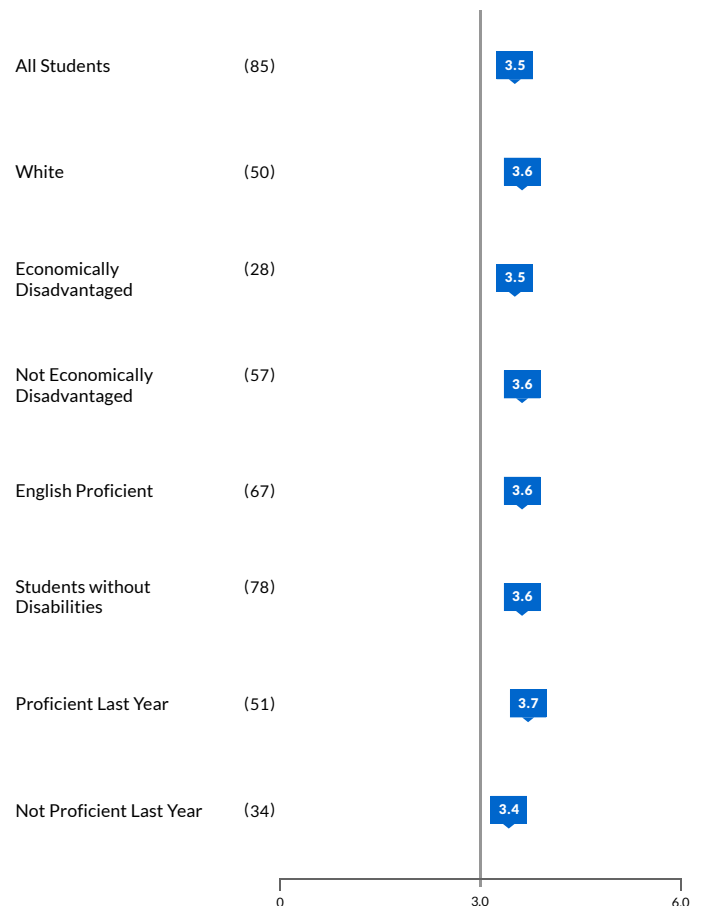 All Students (85) 3.5
White (50) 3.6
Economically (28)
Disadvantaged 3.5
Not Economically (57)
Disadvantaged 3.6
English Proficient (67) 3.6
Students without (78)
Disabilities 3.6
Proficient Last Year (51) 3.7
Not Proficient Last Year (34) 3.4
0 3.0 6.0